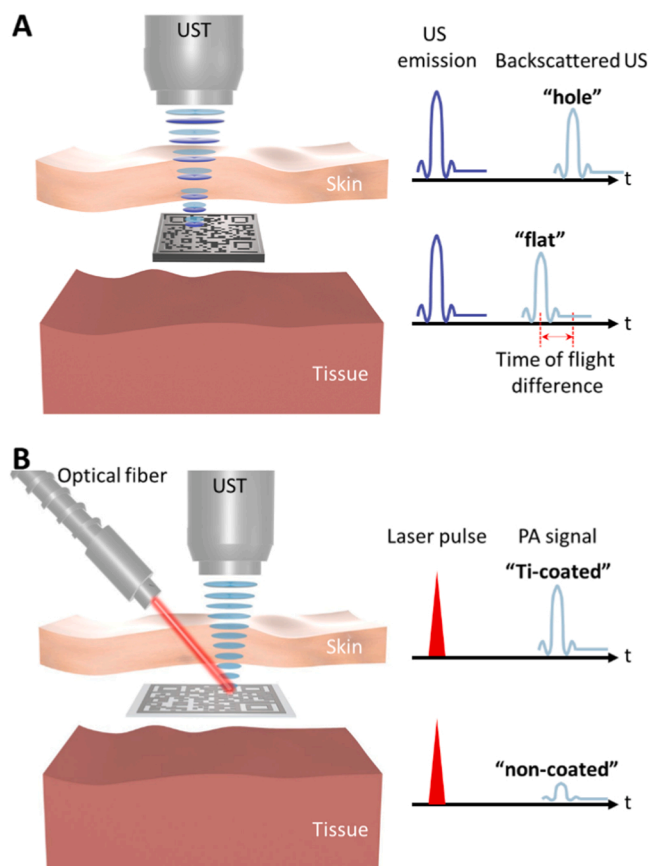 A
UST
US
emission
Backscattered US
"hole"
Skin
t
"flat"
t
Time of flight
difference
Tissue
B
Optical fiber
UST
Laser pulse
PA signal
"Ti-coated"
Skin
t
"non-coated"
t
Tissue